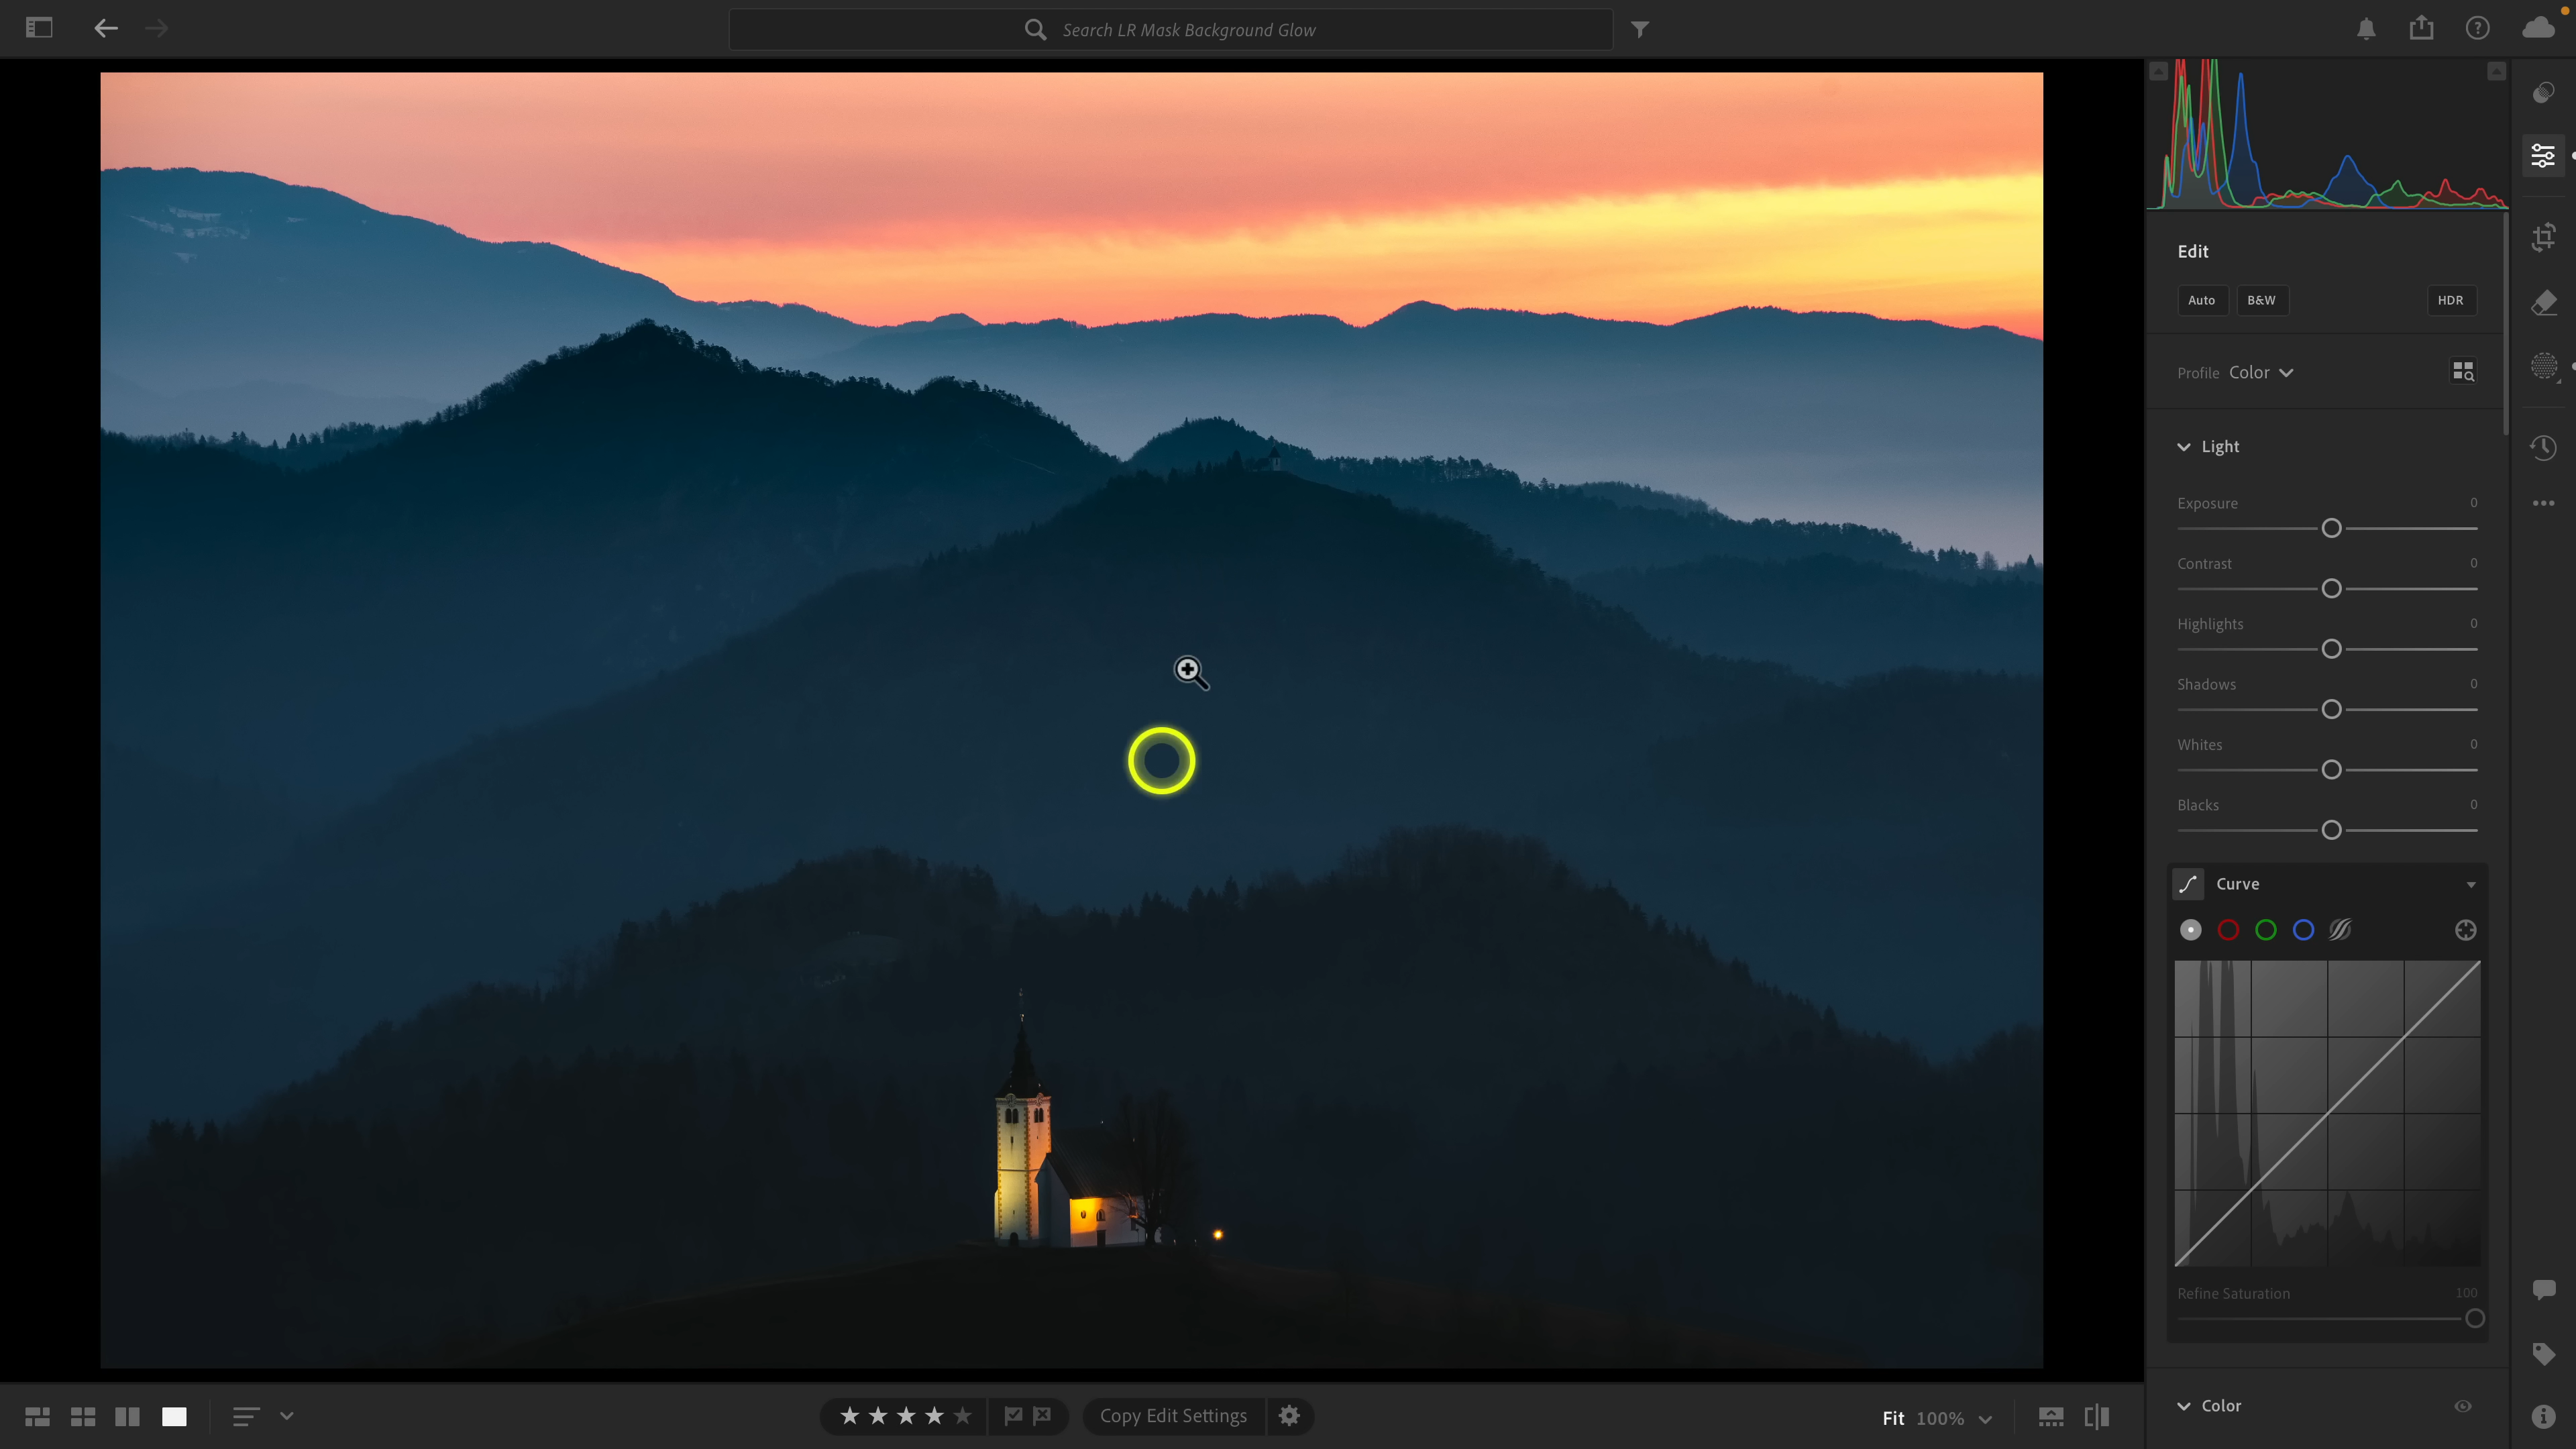 Search LR Mask Background Glow
Edit
Auto B&W HDR
Profile Color
Light
Exposure 0
Contrast 0
Highlights 0
Shadows 0
Whites 0
Blacks 0
Curve
Refine Saturation 100
Color
Copy Edit Settings
Fit 100%